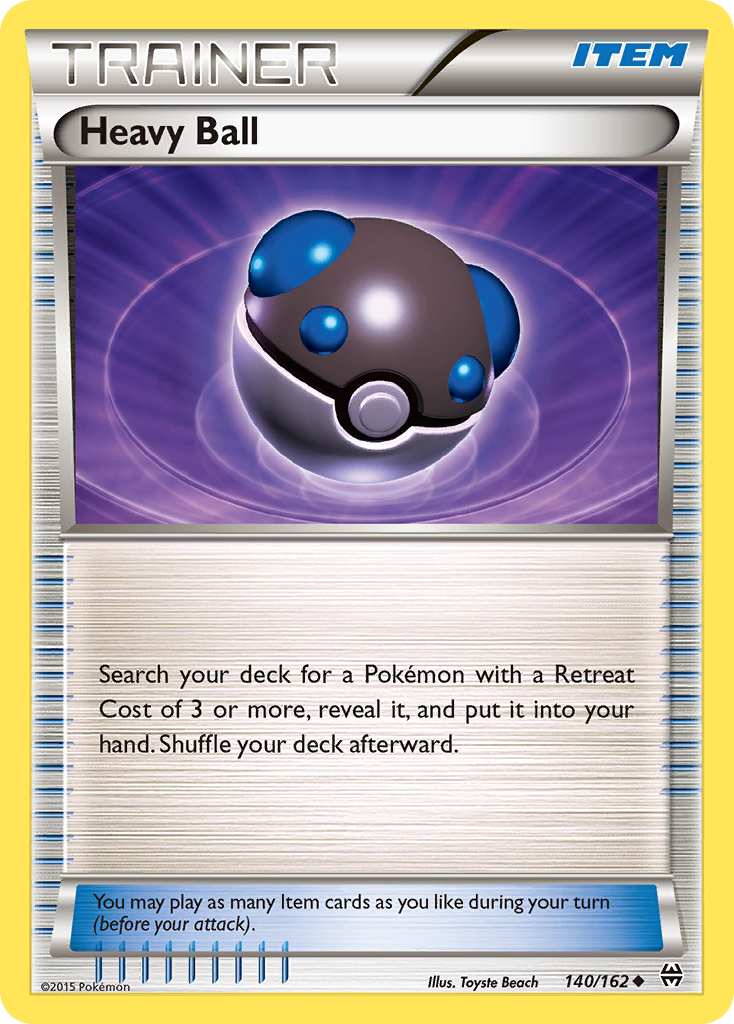 TRAINER
ITEM
Heavy Ball
Search your deck for a Pokémon with a Retreat
Cost of 3 or more, reveal it, and put it into your
hand. Shuffle your deck afterward.
You may play as many Item cards as you like during your turn
(before your attack).
©2015 Pokémon
Illus. Toyste Beach
140/162